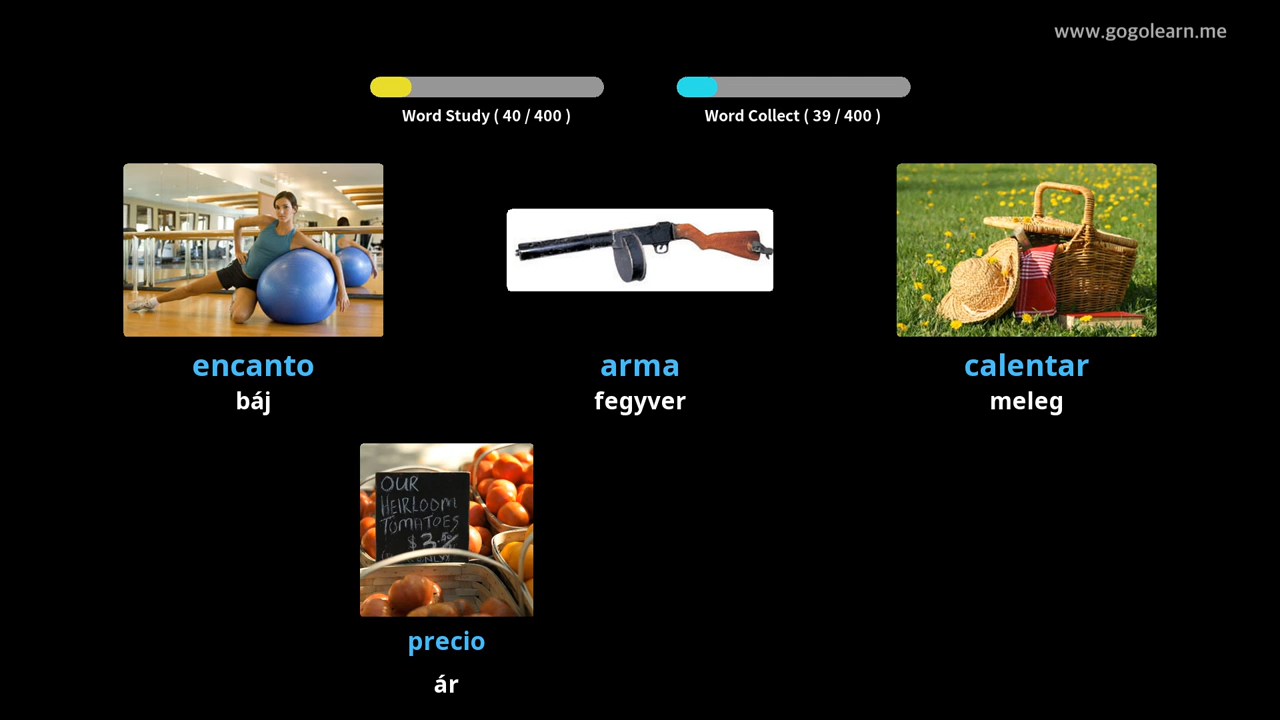 www.gogolearn.me
Word Study ( 40 / 400 )
Word Collect ( 39 / 400 )
encanto
báj
arma
fegyver
calentar
meleg
OUR
HEIRLOOM
TOMATOES
precio
ár